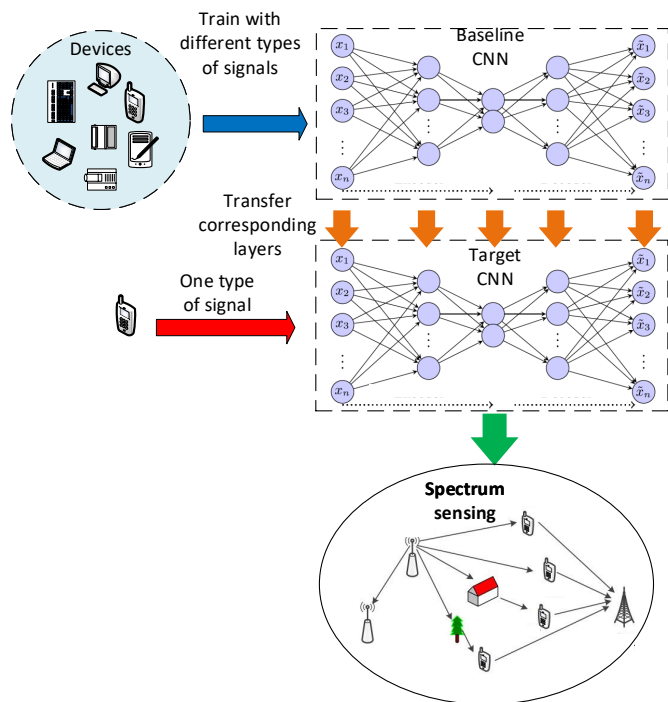 Devices
Train with
different types
of signals
Baseline
CNN
x₁
x₂
x₃
⋮
xₙ
x̃₁
x̃₂
x̃₃
⋮
x̃ₙ
Transfer
corresponding
layers
One type
of signal
Target
CNN
x₁
x₂
x₃
⋮
xₙ
x̃₁
x̃₂
x̃₃
⋮
x̃ₙ
Spectrum
sensing